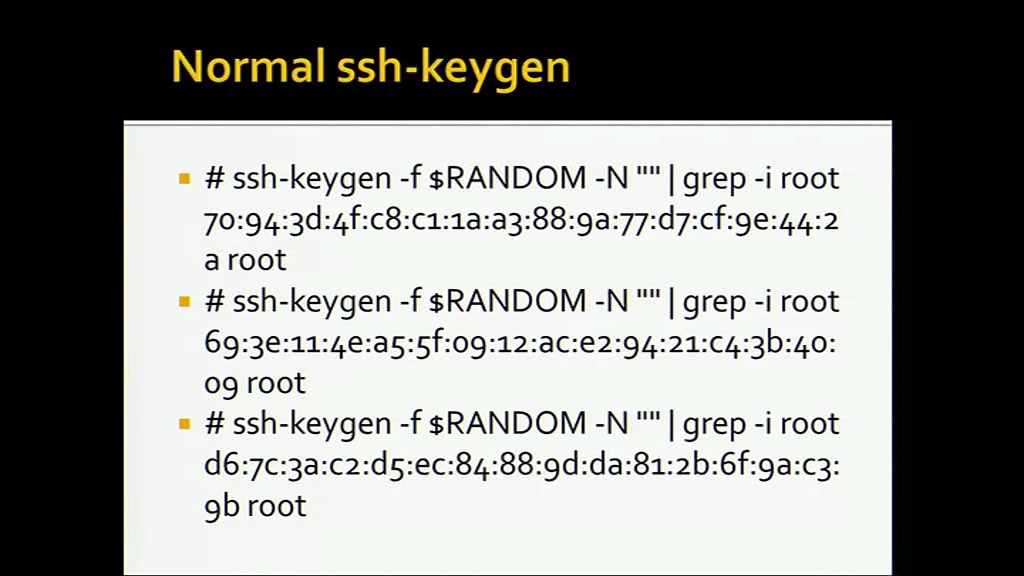 Normal ssh-keygen
# ssh-keygen -f $RANDOM -N "" | grep -i root
70:94:3d:4f:c8:c1:1a:a3:88:9a:77:d7:cf:9e:44:2
a root
# ssh-keygen -f $RANDOM -N "" | grep -i root
69:3e:11:4e:a5:5f:09:12:ac:e2:94:21:c4:3b:40:
09 root
# ssh-keygen -f $RANDOM -N "" | grep -i root
d6:7c:3a:c2:d5:ec:84:88:9d:da:81:2b:6f:9a:c3:
9b root